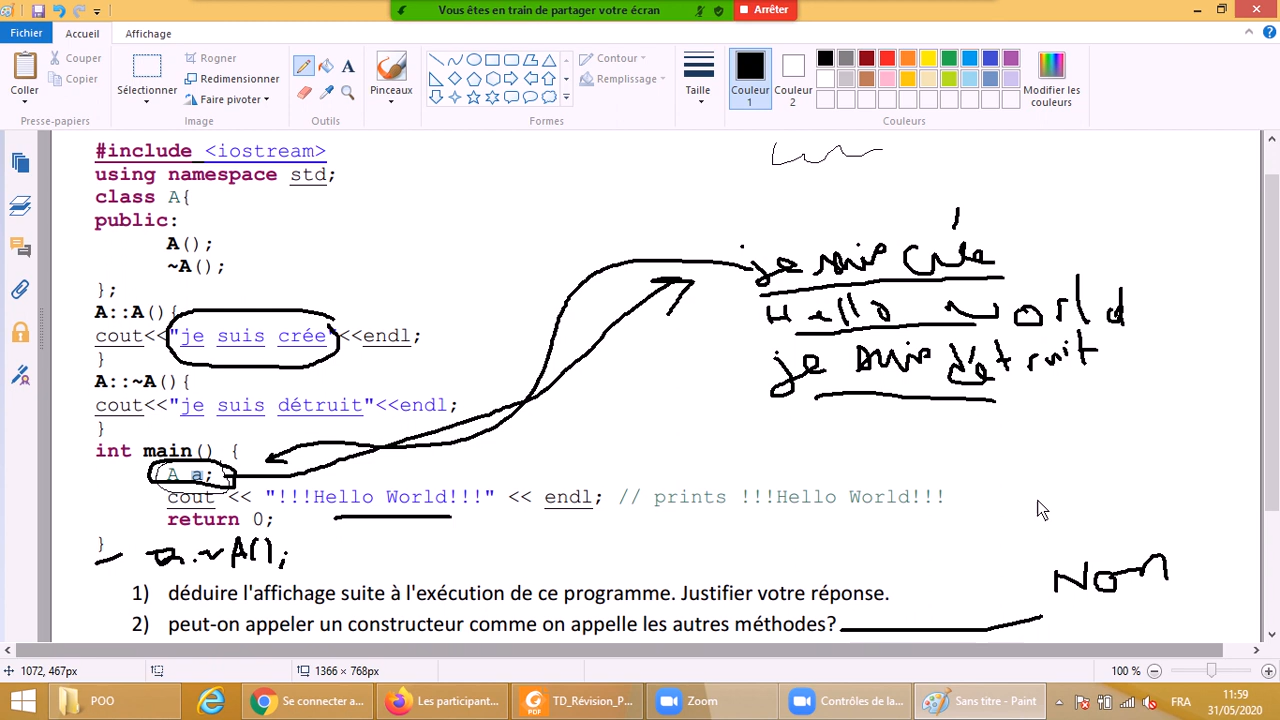 Vous êtes en train de partager votre écran Arrêter
Fichier Accueil Affichage
Coller
Couper
Copier
Presse-papiers
Sélectionner
Rogner
Redimensionner
Faire pivoter
Image
A
Outils
Pinceaux
Contour
Remplissage
Formes
Taille
Couleur 1
Couleur 2
Modifier les couleurs
Couleurs
#include <iostream>
using namespace std;
class A{
public:
A();
~A();
};
A::A(){
cout<<"je suis crée"<<endl;
}
A::~A(){
cout<<"je suis détruit"<<endl;
}
int main() {
A a;
cout << "!!!Hello World!!!" << endl; // prints !!!Hello World!!!
return 0;
}
a.~A();
je suis crée
Hello World
je suis détruit
1) déduire l'affichage suite à l'exécution de ce programme. Justifier votre réponse.
2) peut-on appeler un constructeur comme on appelle les autres méthodes?
Non
1072, 467px
1366 × 768px
100 %
POO
Se connecter a...
Les participant...
TD_Révision_P...
Zoom
Contrôles de la...
Sans titre - Paint
FRA
11:59
31/05/2020